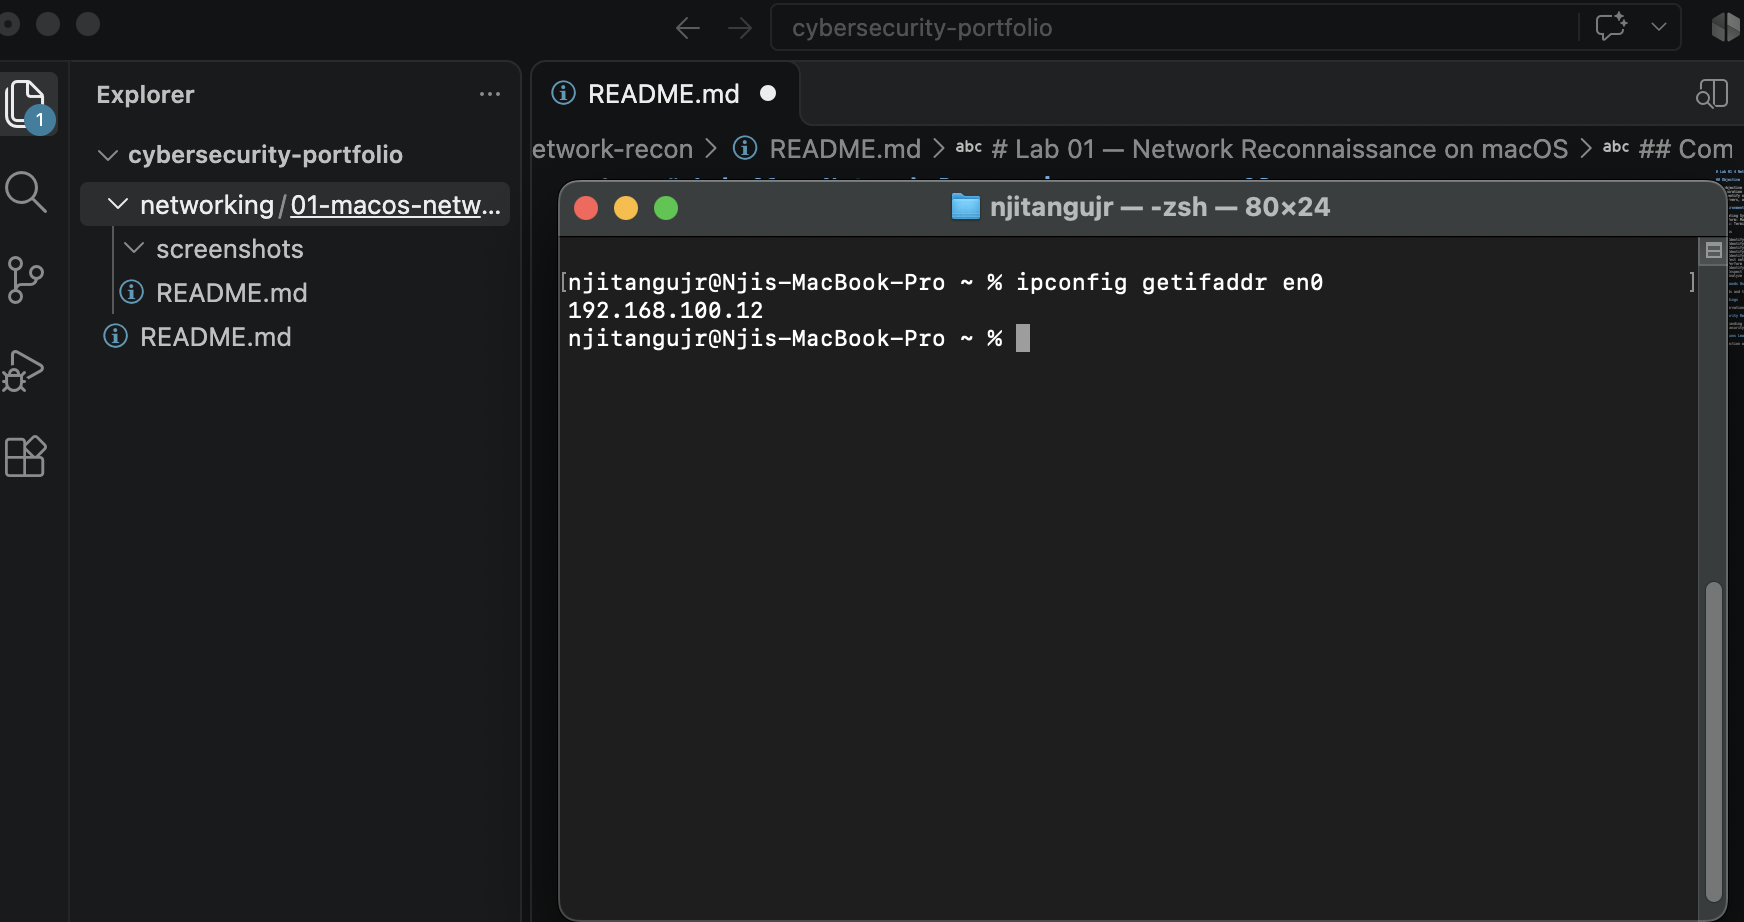 cybersecurity-portfolio
1
Explorer
README.md
cybersecurity-portfolio
etwork-recon > README.md > abc # Lab 01 — Network Reconnaissance on macOS > abc ## Com
networking/01-macos-netw...
screenshots
README.md
README.md
njitangujr — -zsh — 80×24
[njitangujr@Njis-MacBook-Pro ~ % ipconfig getifaddr en0 ]
192.168.100.12
njitangujr@Njis-MacBook-Pro ~ %